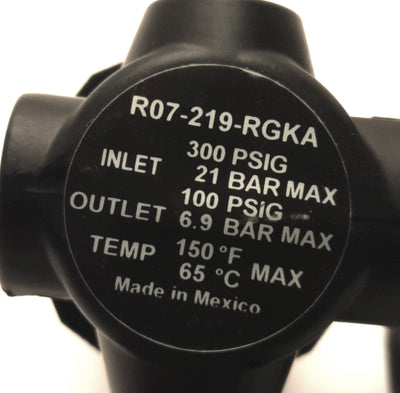 R07-219-RGKA
INLET 300 PSIG
21 BAR MAX
OUTLET 100 PSIG
6.9 BAR MAX
TEMP 150 °F
65 °C MAX
Made in Mexico